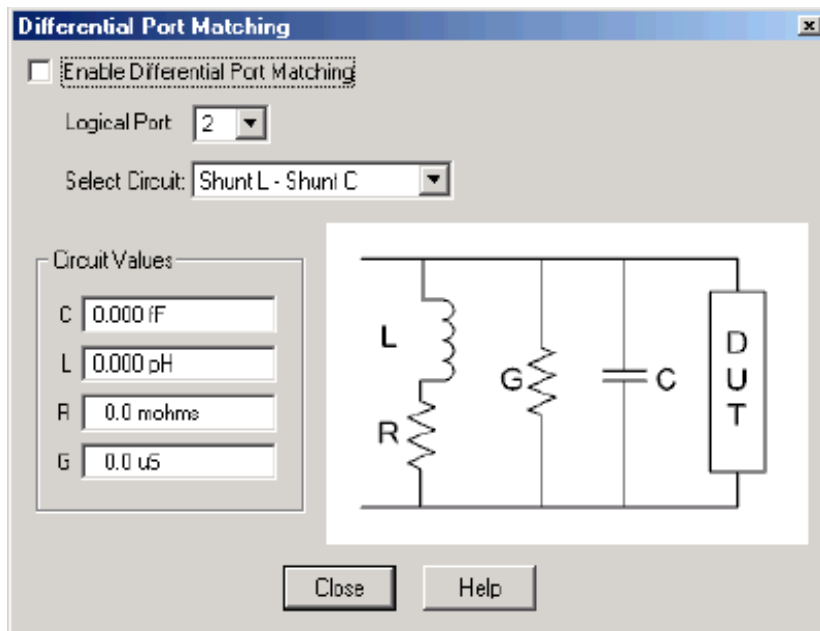 Differential Port Matching
Enable Differential Port Matching
Logical Port 2
Select Circuit: Shunt L - Shunt C
Circuit Values
C 0.000 fF
L 0.000 pH
R 0.0 mohms
G 0.0 uS
L
R
G
C
DUT
Close
Help